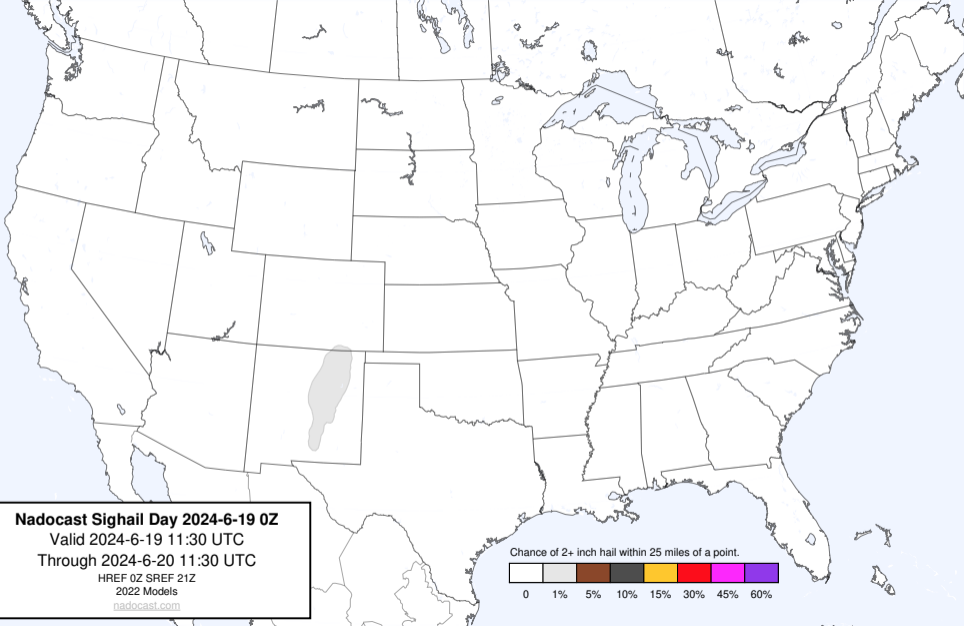 Nadocast Sighail Day 2024-6-19 0Z
Valid 2024-6-19 11:30 UTC
Through 2024-6-20 11:30 UTC
HREF 0Z SREF 21Z
2022 Models
nadocast.com
Chance of 2+ inch hail within 25 miles of a point.
0 1% 5% 10% 15% 30% 45% 60%